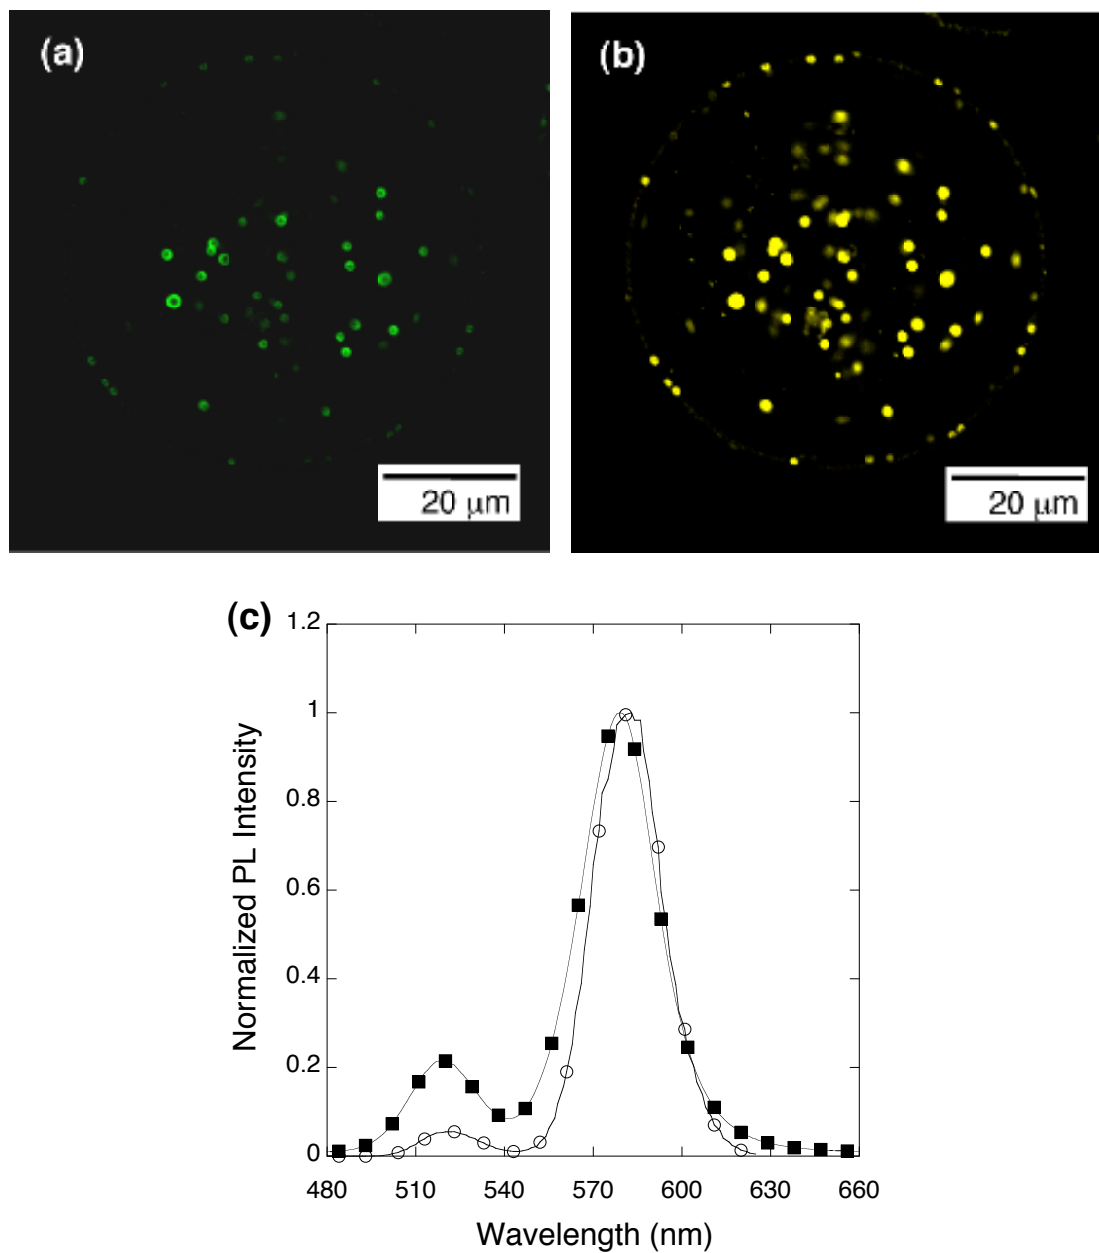 (a)
(b)
20 μm
20 μm
(c)
1.2
1
0.8
0.6
0.4
0.2
0
Normalized PL Intensity
480 510 540 570 600 630 660
Wavelength (nm)